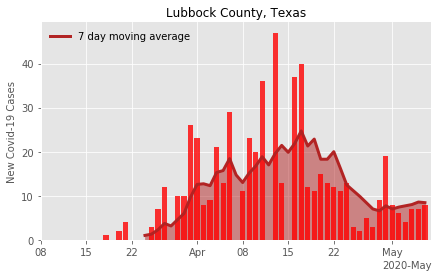 Lubbock County, Texas
7 day moving average
New Covid-19 Cases
40
30
20
10
0
08
15
22
Apr
08
15
22
May
2020-May